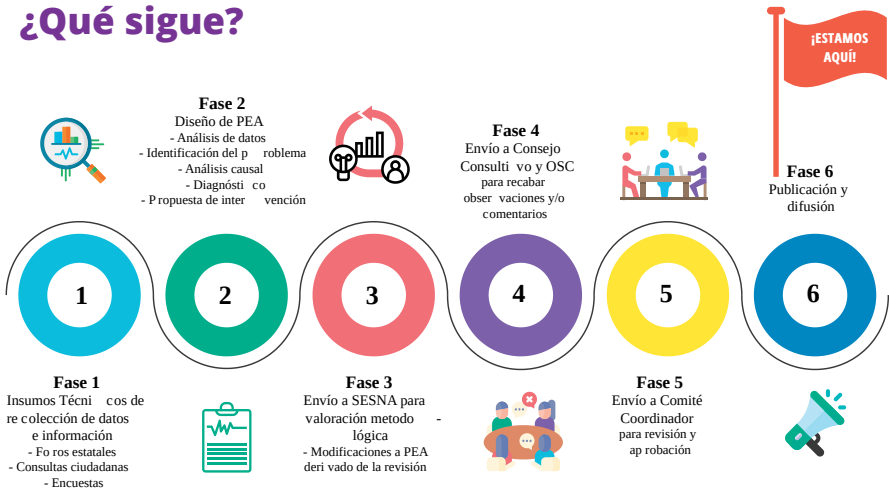 ¿Qué sigue?
¡ESTAMOS
AQUÍ!
Fase 2
Diseño de PEA
- Análisis de datos
- Identificación del p roblema
- Análisis causal
- Diagnósti co
- P ropuesta de inter vención
Fase 4
Envío a Consejo
Consulti vo y OSC
para recabar
obser vaciones y/o
comentarios
Fase 6
Publicación y
difusión
1
2
3
4
5
6
Fase 1
Insumos Técni cos de
re colección de datos
e información
- Fo ros estatales
- Consultas ciudadanas
- Encuestas
Fase 3
Envío a SESNA para
valoración metodo -
lógica
- Modificaciones a PEA
deri vado de la revisión
Fase 5
Envío a Comité
Coordinador
para revisión y
ap robación